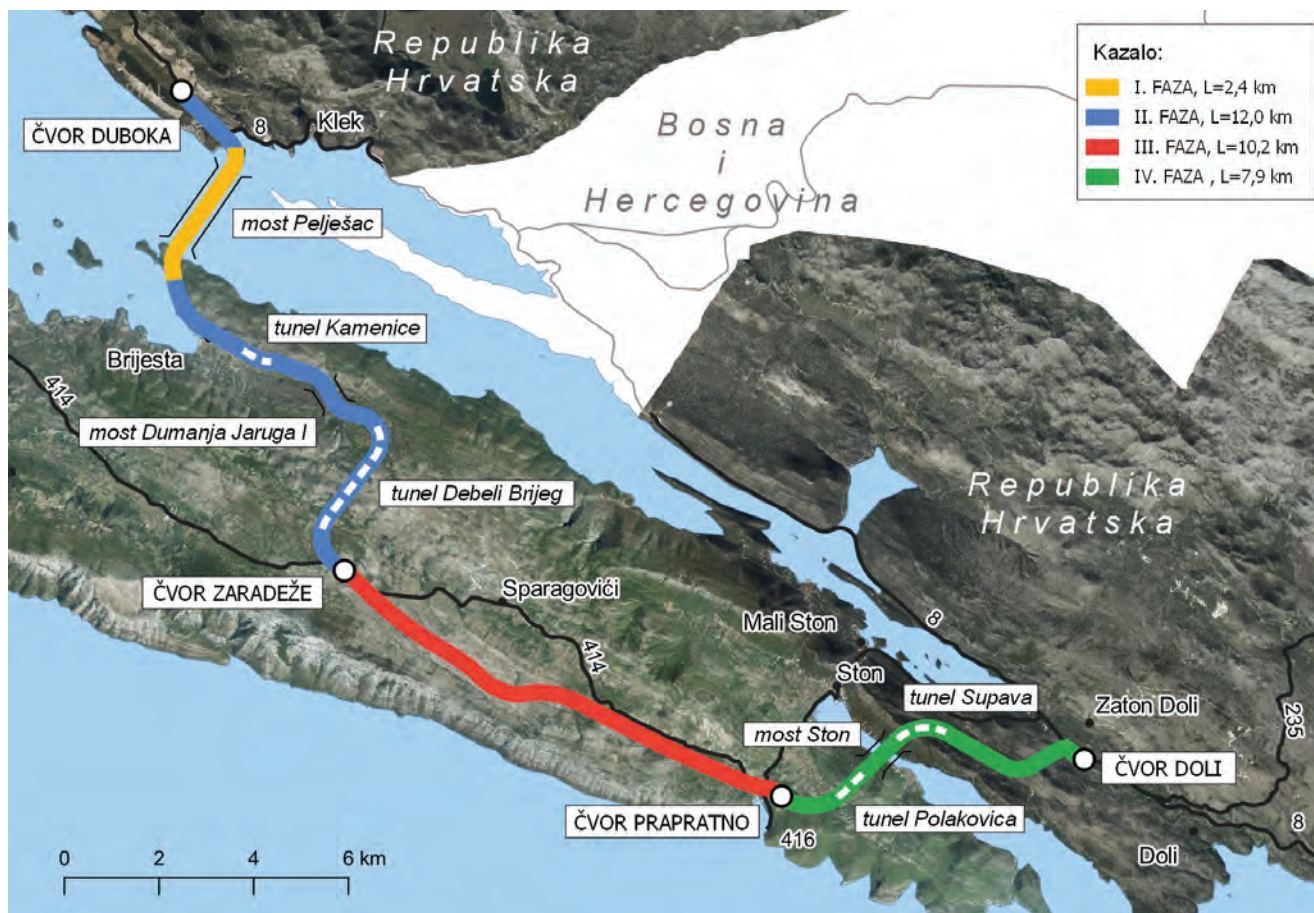 Republika
Hrvatska
Kazalo:
I. FAZA, L=2,4 km
II. FAZA, L=12,0 km
III. FAZA, L=10,2 km
IV. FAZA , L=7,9 km
8
Klek
ČVOR DUBOKA
Bosna
i
Hercegovina
most Pelješac
tunel Kamenice
Brijesta
414
most Dumanja Jaruga I
tunel Debeli Brijeg
Republika
Hrvatska
ČVOR ZARADEŽE
Sparagovići
414
Mali Ston
8
Ston
tunel Supava
Zaton Doli
235
most Ston
ČVOR DOLI
ČVOR PRAPRATNO
tunel Polakovica
416
8
Doli
0 2 4 6 km